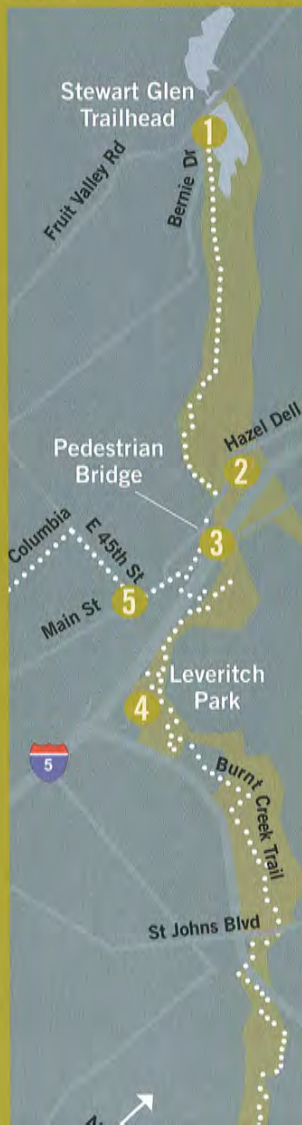 Stewart Glen
Trailhead
1
Fruit Valley Rd
Bernie Dr
Hazel Dell
2
Pedestrian
Bridge
3
Columbia
E 45th St
5
Main St
Leveritch
Park
4
5
Burnt Creek Trail
St Johns Blvd